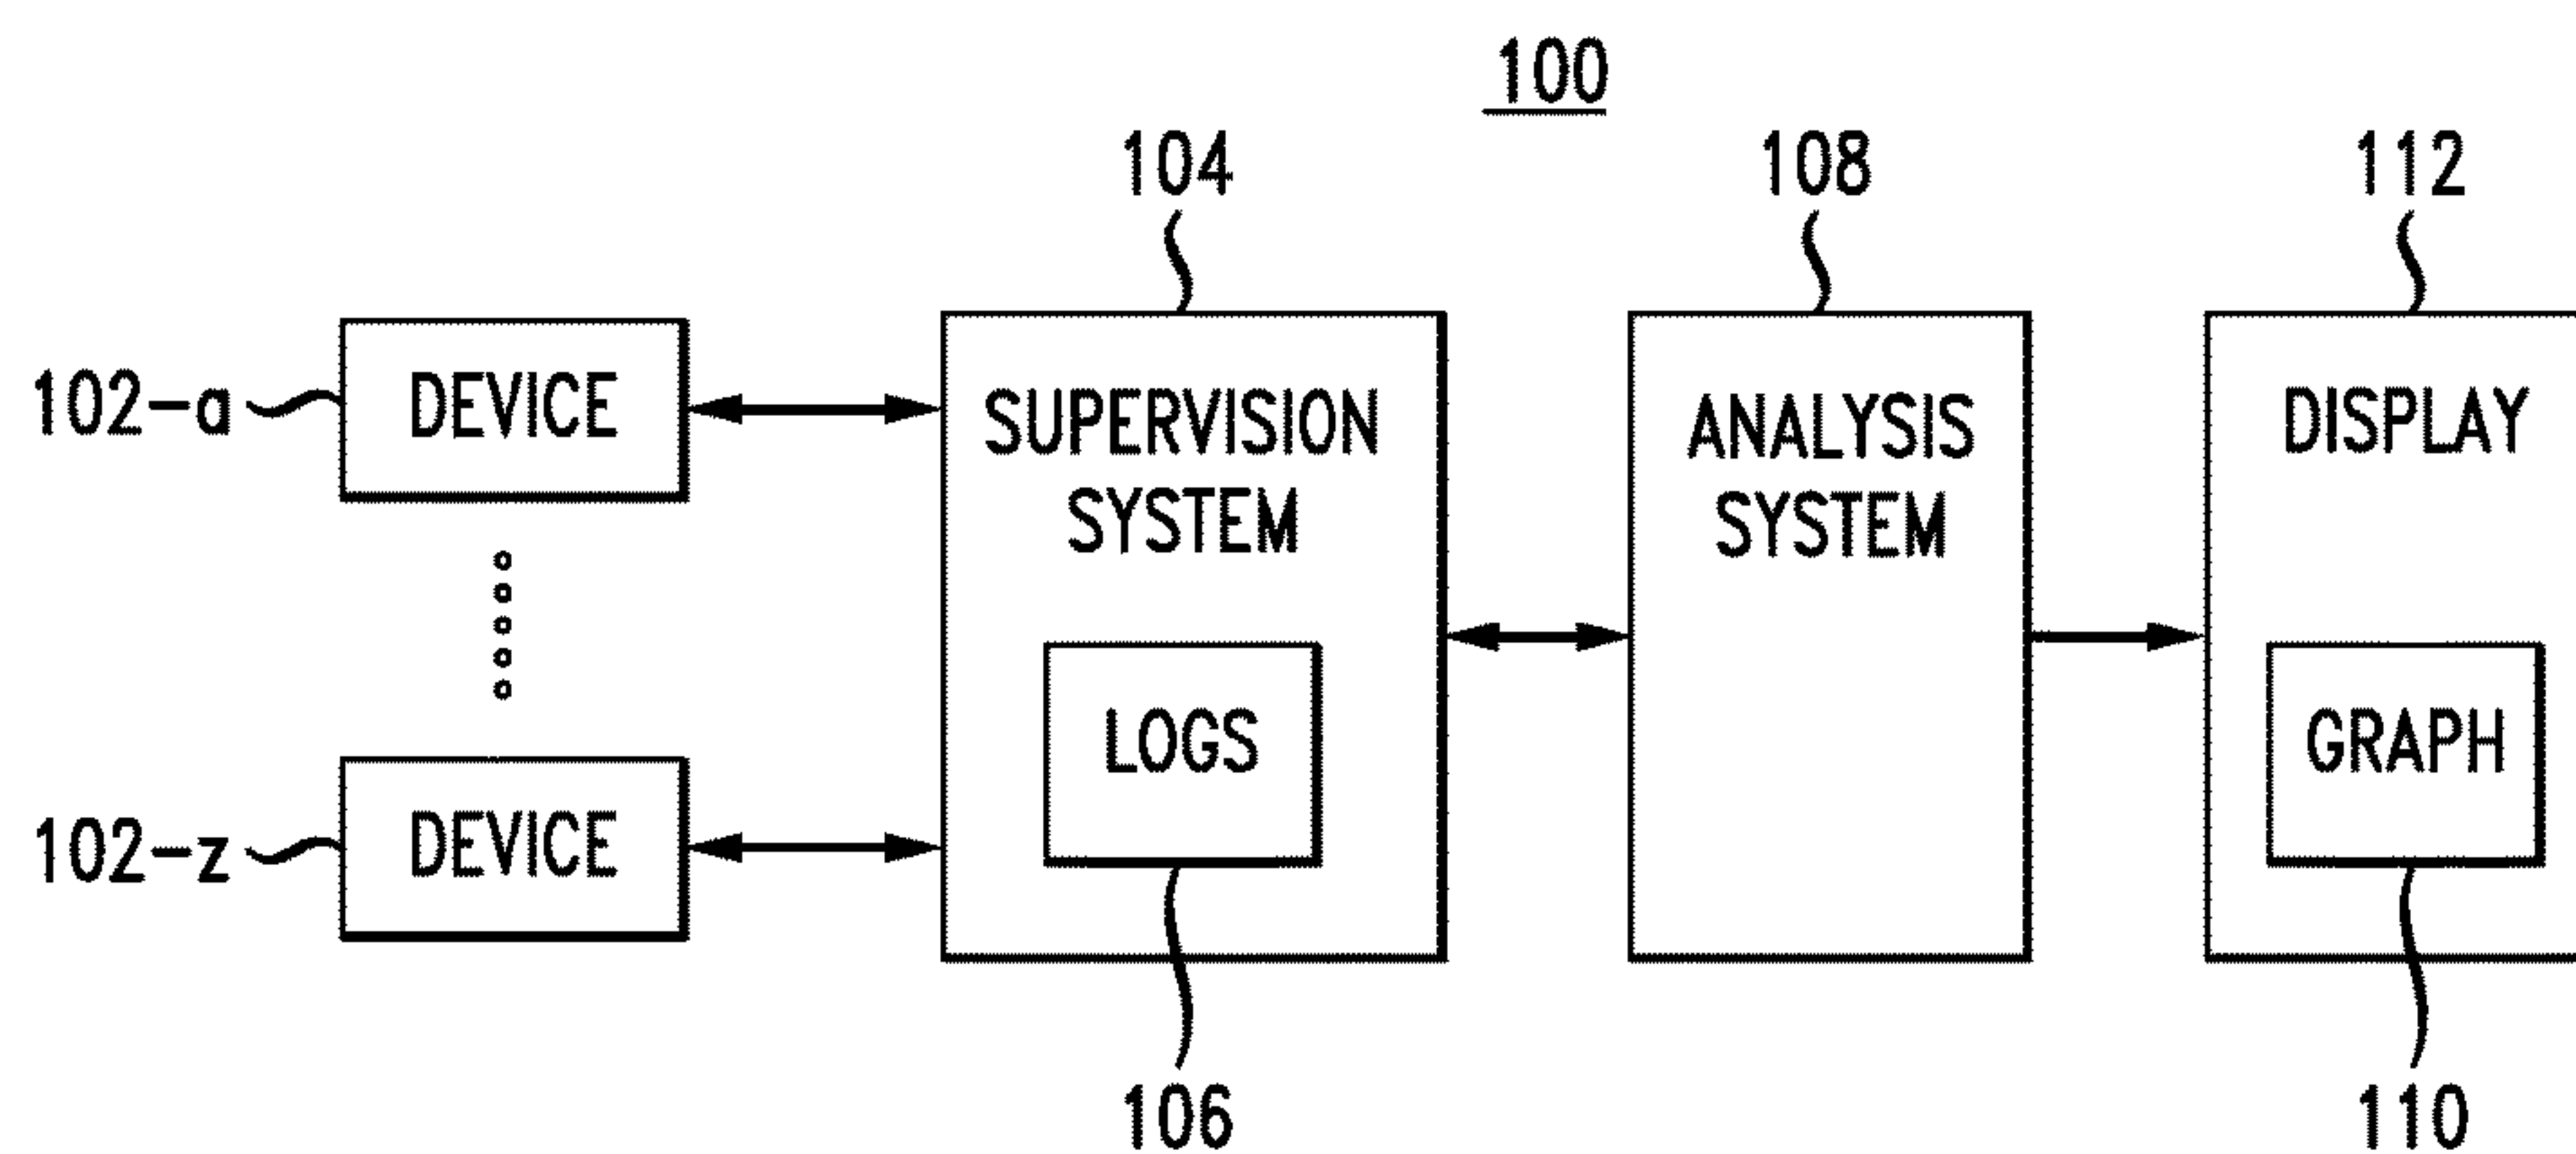 100
104
108
112
102-a
DEVICE
SUPERVISION
SYSTEM
ANALYSIS
SYSTEM
DISPLAY
LOGS
GRAPH
102-z
DEVICE
106
110